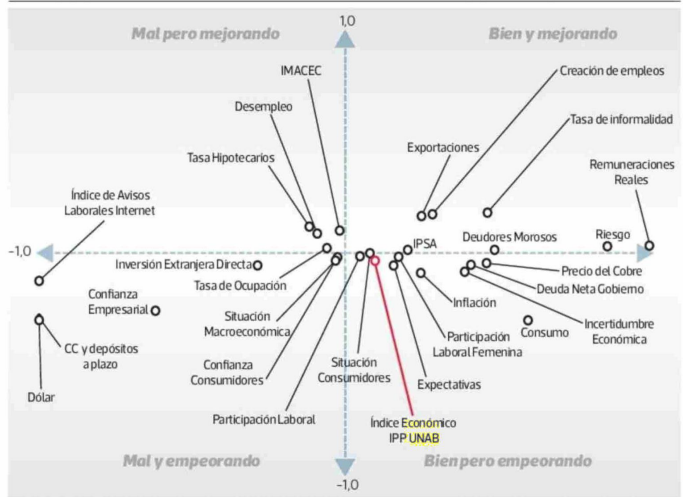 1,0
Mal pero mejorando
Bien y mejorando
IMACEC
Creación de empleos
Desempleo
Tasa de informalidad
Exportaciones
Tasa Hipotecarios
Remuneraciones
Reales
Índice de Avisos
Laborales Internet
Riesgo
Deudores Morosos
IPSA
-1,0
1,0
Inversión Extranjera Directa
Precio del Cobre
Tasa de Ocupación
Deuda Neta Gobierno
Confianza
Empresarial
Inflación
Situación
Macroeconómica
Consumo
Incertidumbre
Económica
Participación
Laboral Femenina
CC y depósitos
a plazo
Confianza
Consumidores
Situación
Consumidores
Expectativas
Dólar
Participación Laboral
Índice Económico
IPP UNAB
Mal y empeorando
Bien pero empeorando
-1,0